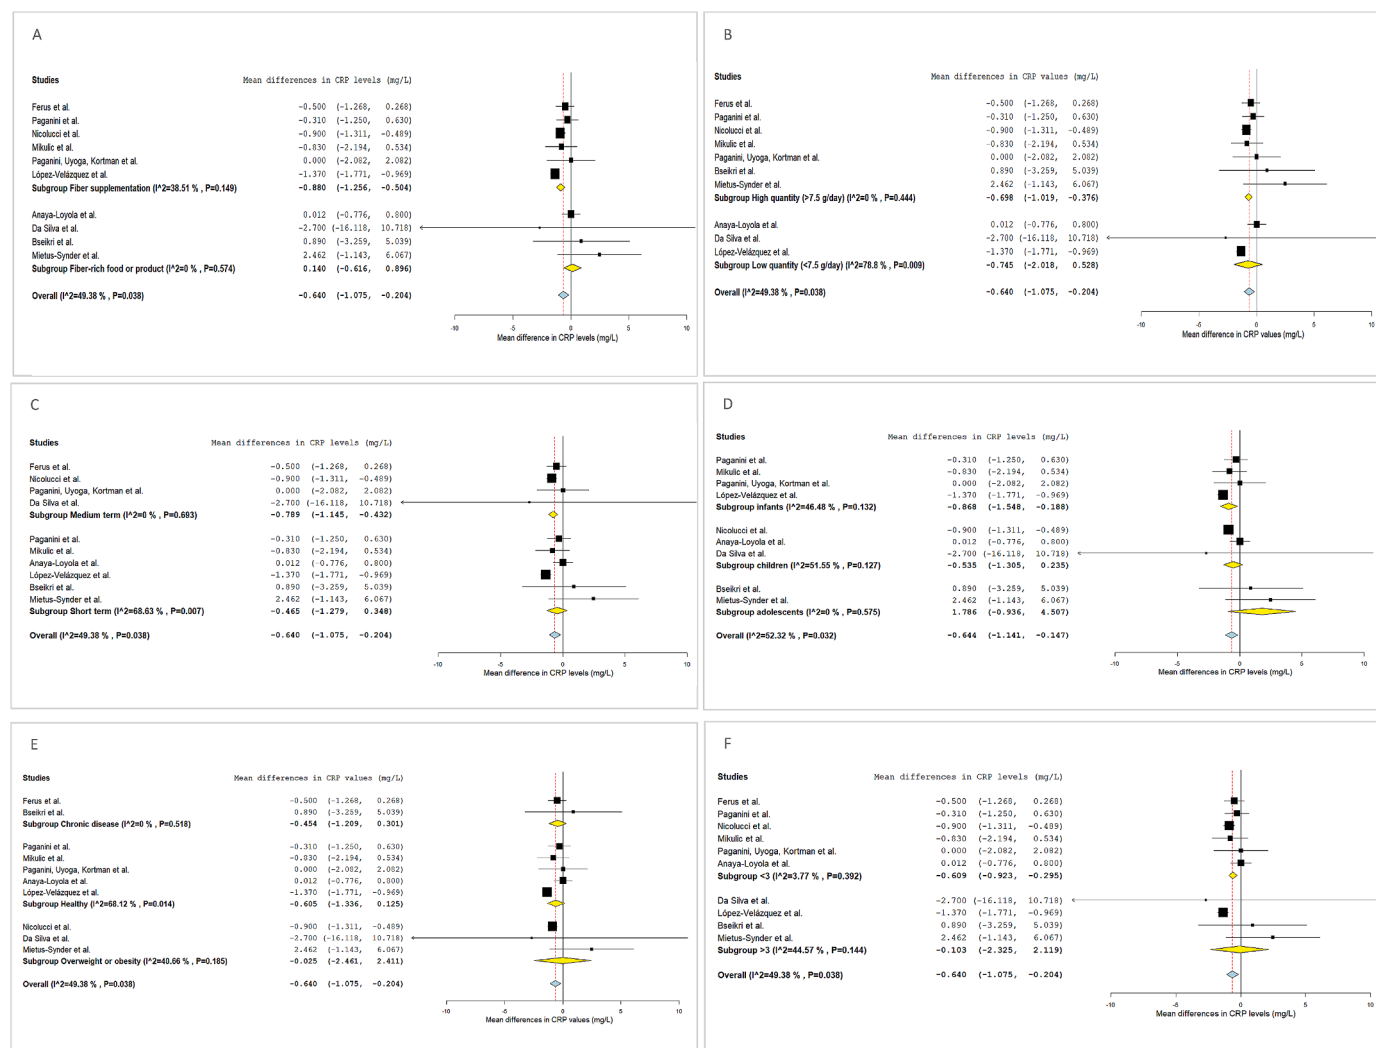 A
Studies Mean differences in CRP levels (mg/L)
Ferus et al. -0.500 (-1.268, 0.268)
Paganini et al. -0.310 (-1.250, 0.630)
Nicolucci et al. -0.900 (-1.311, -0.489)
Mikulic et al. -0.830 (-2.194, 0.534)
Paganini, Uyoga, Kortman et al. 0.000 (-2.082, 2.082)
López-Velázquez et al. -1.370 (-1.771, -0.969)
Subgroup Fiber supplementation (I^2=38.51 % , P=0.149) -0.880 (-1.256, -0.504)
Anaya-Loyola et al. 0.012 (-0.776, 0.800)
Da Silva et al. -2.700 (-16.118, 10.718)
Bseikri et al. 0.890 (-3.259, 5.039)
Mietus-Synder et al. 2.462 (-1.143, 6.067)
Subgroup Fiber-rich food or product (I^2=0 % , P=0.574) 0.140 (-0.616, 0.896)
Overall (I^2=49.38 % , P=0.038) -0.640 (-1.075, -0.204)
-10 -5 0 5 10
Mean difference in CRP levels (mg/L)
B
Studies Mean differences in CRP values (mg/L)
Ferus et al. -0.500 (-1.268, 0.268)
Paganini et al. -0.310 (-1.250, 0.630)
Nicolucci et al. -0.900 (-1.311, -0.489)
Mikulic et al. -0.830 (-2.194, 0.534)
Paganini, Uyoga, Kortman et al. 0.000 (-2.082, 2.082)
Bseikri et al. 0.890 (-3.259, 5.039)
Mietus-Synder et al. 2.462 (-1.143, 6.067)
Subgroup High quantity (>7.5 g/day) (I^2=0 % , P=0.444) -0.698 (-1.019, -0.376)
Anaya-Loyola et al. 0.012 (-0.776, 0.800)
Da Silva et al. -2.700 (-16.118, 10.718)
López-Velázquez et al. -1.370 (-1.771, -0.969)
Subgroup Low quantity (<7.5 g/day) (I^2=78.8 % , P=0.009) -0.745 (-2.018, 0.528)
Overall (I^2=49.38 % , P=0.038) -0.640 (-1.075, -0.204)
-10 -5 0 5 10
Mean difference in CRP values (mg/L)
C
Studies Mean differences in CRP levels (mg/L)
Ferus et al. -0.500 (-1.268, 0.268)
Nicolucci et al. -0.900 (-1.311, -0.489)
Paganini, Uyoga, Kortman et al. 0.000 (-2.082, 2.082)
Da Silva et al. -2.700 (-16.118, 10.718)
Subgroup Medium term (I^2=0 % , P=0.693) -0.789 (-1.145, -0.432)
Paganini et al. -0.310 (-1.250, 0.630)
Mikulic et al. -0.830 (-2.194, 0.534)
Anaya-Loyola et al. 0.012 (-0.776, 0.800)
López-Velázquez et al. -1.370 (-1.771, -0.969)
Bseikri et al. 0.890 (-3.259, 5.039)
Mietus-Synder et al. 2.462 (-1.143, 6.067)
Subgroup Short term (I^2=68.63 % , P=0.007) -0.465 (-1.279, 0.348)
Overall (I^2=49.38 % , P=0.038) -0.640 (-1.075, -0.204)
-10 -5 0 5 10
Mean difference in CRP levels (mg/L)
D
Studies Mean differences in CRP levels (mg/L)
Paganini et al. -0.310 (-1.250, 0.630)
Mikulic et al. -0.830 (-2.194, 0.534)
Paganini, Uyoga, Kortman et al. 0.000 (-2.082, 2.082)
López-Velázquez et al. -1.370 (-1.771, -0.969)
Subgroup infants (I^2=46.48 % , P=0.132) -0.868 (-1.548, -0.188)
Nicolucci et al. -0.900 (-1.311, -0.489)
Anaya-Loyola et al. 0.012 (-0.776, 0.800)
Da Silva et al. -2.700 (-16.118, 10.718)
Subgroup children (I^2=51.55 % , P=0.127) -0.535 (-1.305, 0.235)
Bseikri et al. 0.890 (-3.259, 5.039)
Mietus-Synder et al. 2.462 (-1.143, 6.067)
Subgroup adolescents (I^2=0 % , P=0.575) 1.786 (-0.936, 4.507)
Overall (I^2=52.32 % , P=0.032) -0.644 (-1.141, -0.147)
-10 -5 0 5 10
Mean differences in CRP levels (mg/L)
E
Studies Mean differences in CRP values (mg/L)
Ferus et al. -0.500 (-1.268, 0.268)
Bseikri et al. 0.890 (-3.259, 5.039)
Subgroup Chronic disease (I^2=0 % , P=0.518) -0.454 (-1.209, 0.301)
Paganini et al. -0.310 (-1.250, 0.630)
Mikulic et al. -0.830 (-2.194, 0.534)
Paganini, Uyoga, Kortman et al. 0.000 (-2.082, 2.082)
Anaya-Loyola et al. 0.012 (-0.776, 0.800)
López-Velázquez et al. -1.370 (-1.771, -0.969)
Subgroup Healthy (I^2=68.12 % , P=0.014) -0.605 (-1.336, 0.125)
Nicolucci et al. -0.900 (-1.311, -0.489)
Da Silva et al. -2.700 (-16.118, 10.718)
Mietus-Synder et al. 2.462 (-1.143, 6.067)
Subgroup Overweight or obesity (I^2=40.66 % , P=0.185) -0.025 (-2.461, 2.411)
Overall (I^2=49.38 % , P=0.038) -0.640 (-1.075, -0.204)
-10 -5 0 5 10
Mean differences in CRP values (mg/L)
F
Studies Mean differences in CRP levels (mg/L)
Ferus et al. -0.500 (-1.268, 0.268)
Paganini et al. -0.310 (-1.250, 0.630)
Nicolucci et al. -0.900 (-1.311, -0.489)
Mikulic et al. -0.830 (-2.194, 0.534)
Paganini, Uyoga, Kortman et al. 0.000 (-2.082, 2.082)
Anaya-Loyola et al. 0.012 (-0.776, 0.800)
Subgroup <3 (I^2=3.77 % , P=0.392) -0.609 (-0.923, -0.295)
Da Silva et al. -2.700 (-16.118, 10.718)
López-Velázquez et al. -1.370 (-1.771, -0.969)
Bseikri et al. 0.890 (-3.259, 5.039)
Mietus-Synder et al. 2.462 (-1.143, 6.067)
Subgroup >3 (I^2=44.57 % , P=0.144) -0.103 (-2.325, 2.119)
Overall (I^2=49.38 % , P=0.038) -0.640 (-1.075, -0.204)
-10 -5 0 5 10
Mean differences in CRP levels (mg/L)